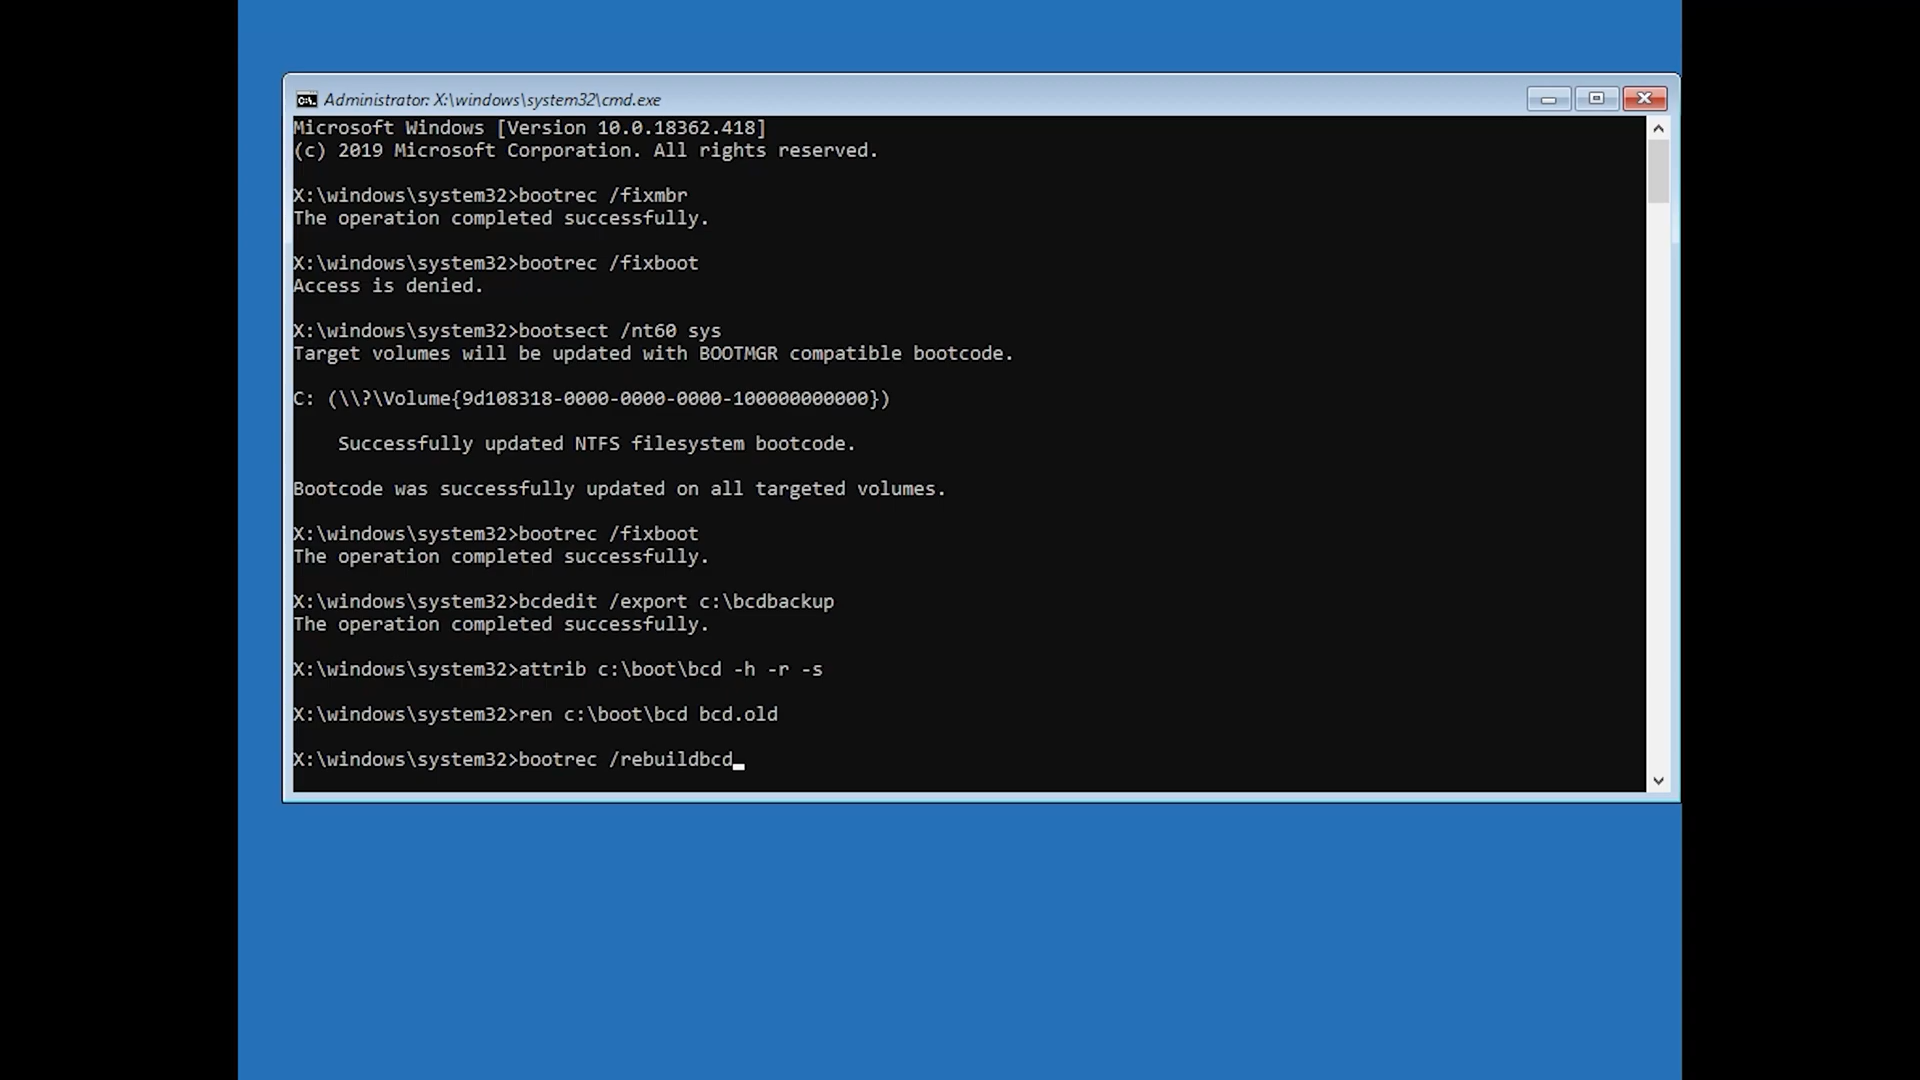 Administrator: X:\windows\system32\cmd.exe
Microsoft Windows [Version 10.0.18362.418]
(c) 2019 Microsoft Corporation. All rights reserved.
X:\windows\system32>bootrec /fixmbr
The operation completed successfully.
X:\windows\system32>bootrec /fixboot
Access is denied.
X:\windows\system32>bootsect /nt60 sys
Target volumes will be updated with BOOTMGR compatible bootcode.
C: (\\?\Volume{9d108318-0000-0000-0000-100000000000})
Successfully updated NTFS filesystem bootcode.
Bootcode was successfully updated on all targeted volumes.
X:\windows\system32>bootrec /fixboot
The operation completed successfully.
X:\windows\system32>bcdedit /export c:\bcdbackup
The operation completed successfully.
X:\windows\system32>attrib c:\boot\bcd -h -r -s
X:\windows\system32>ren c:\boot\bcd bcd.old
X:\windows\system32>bootrec /rebuildbcd